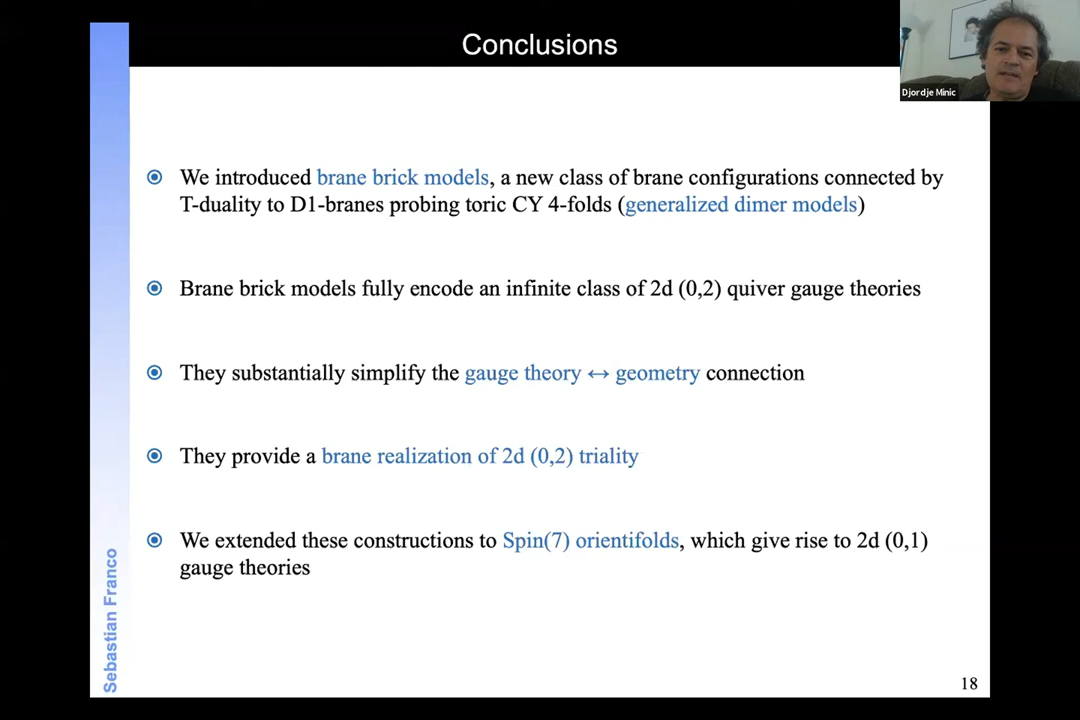 Conclusions
Djordje Minic
We introduced brane brick models, a new class of brane configurations connected by
T-duality to D1-branes probing toric CY 4-folds (generalized dimer models)
Brane brick models fully encode an infinite class of 2d (0,2) quiver gauge theories
They substantially simplify the gauge theory ↔ geometry connection
They provide a brane realization of 2d (0,2) triality
We extended these constructions to Spin(7) orientifolds, which give rise to 2d (0,1)
gauge theories
Sebastian Franco
18